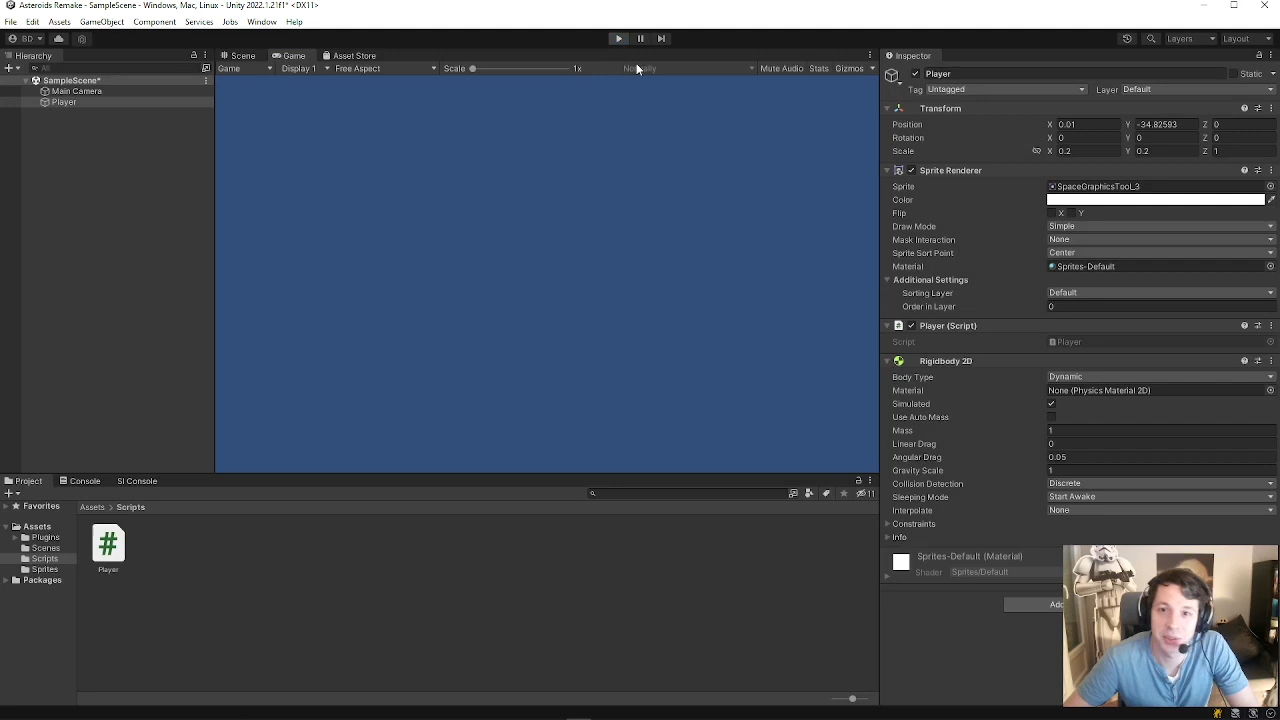 Asteroids Remake - SampleScene - Windows, Mac, Linux - Unity 2022.1.21f1* <DX11>
File Edit Assets GameObject Component Services Jobs Window Help
BD Layers Layout
Hierarchy Scene Game Asset Store Inspector
All Game Display 1 Free Aspect Scale 1x Normally Mute Audio Stats Gizmos
SampleScene*
Main Camera
Player
Player Static
Tag Untagged Layer Default
Transform
Position X 0.01 Y -34.82593 Z 0
Rotation X 0 Y 0 Z 0
Scale X 0.2 Y 0.2 Z 1
Sprite Renderer
Sprite SpaceGraphicsTool_3
Color
Flip X Y
Draw Mode Simple
Mask Interaction None
Sprite Sort Point Center
Material Sprites-Default
Additional Settings
Sorting Layer Default
Order in Layer 0
Player (Script)
Script Player
Rigidbody 2D
Body Type Dynamic
Material None (Physics Material 2D)
Simulated
Use Auto Mass
Mass 1
Linear Drag 0
Angular Drag 0.05
Gravity Scale 1
Collision Detection Discrete
Sleeping Mode Start Awake
Interpolate None
Constraints
Info
Sprites-Default (Material)
Shader Sprites/Default
Project Console SI Console
11
Favorites
Assets
Plugins
Scenes
Scripts
Sprites
Packages
Assets > Scripts
#
Player